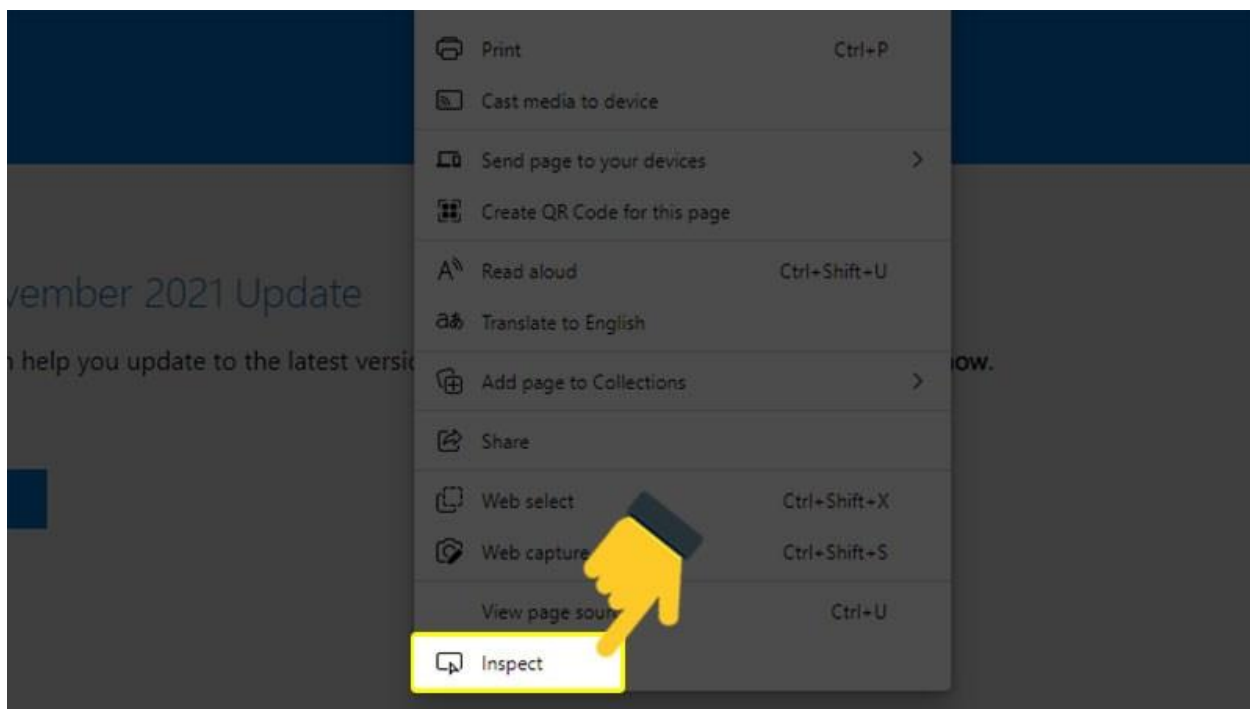 Print Ctrl+P
Cast media to device
Send page to your devices
Create QR Code for this page
Read aloud Ctrl+Shift+U
vember 2021 Update
Translate to English
help you update to the latest ow.
Add page to Collections
Share
Web select Ctrl+Shift+X
Web capture Ctrl+Shift+S
View page Ctrl+U
Inspect